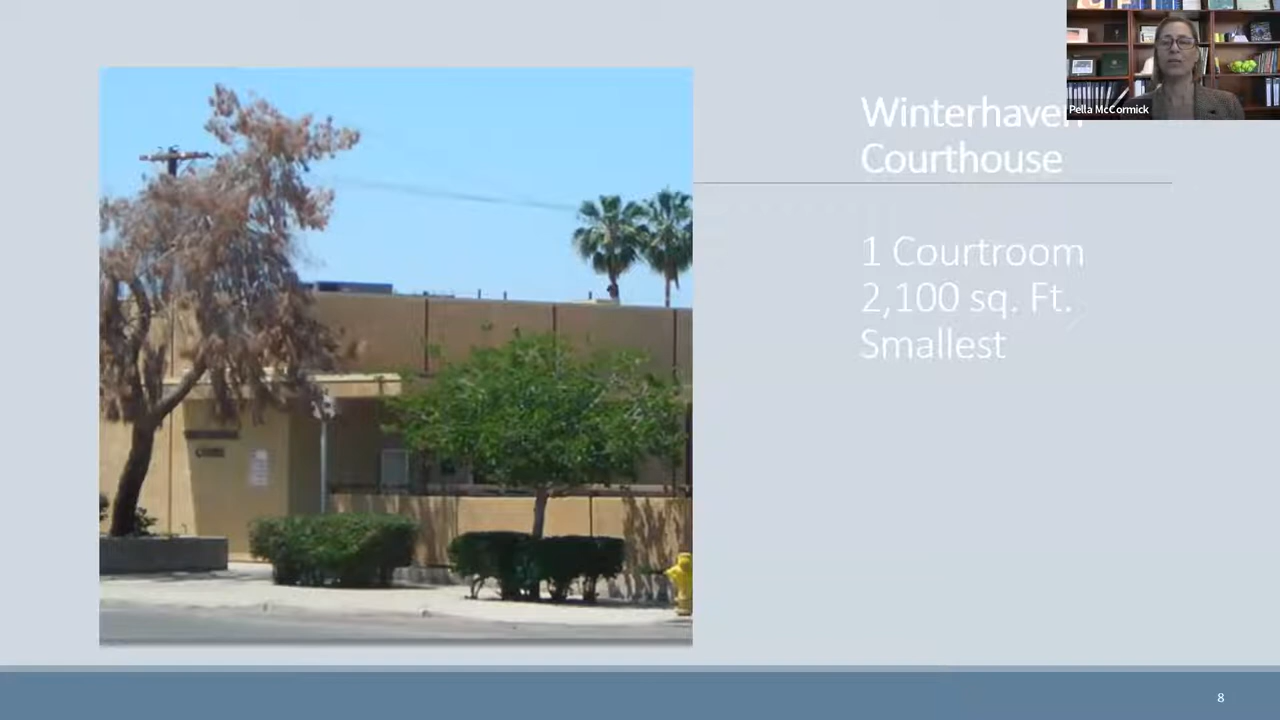 Pella McCormick
Winterhaven
Courthouse
1 Courtroom
2,100 sq. Ft.
Smallest
8